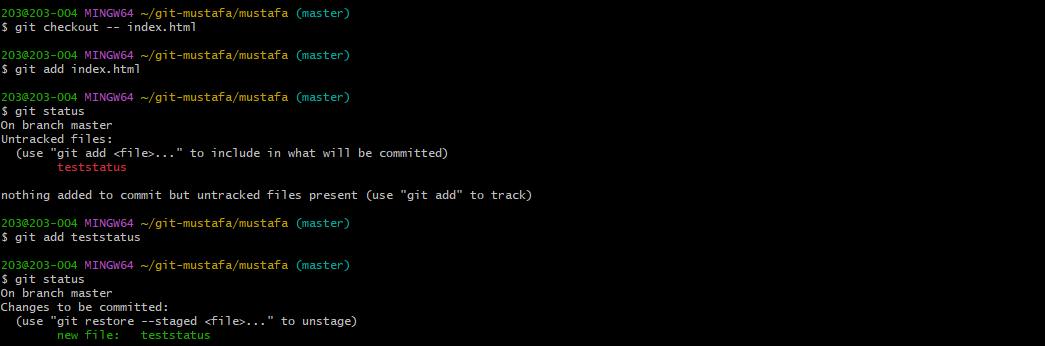 203@203-004 MINGW64 ~/git-mustafa/mustafa (master)
$ git checkout -- index.html
203@203-004 MINGW64 ~/git-mustafa/mustafa (master)
$ git add index.html
203@203-004 MINGW64 ~/git-mustafa/mustafa (master)
$ git status
On branch master
Untracked files:
  (use "git add <file>..." to include in what will be committed)
        teststatus
nothing added to commit but untracked files present (use "git add" to track)
203@203-004 MINGW64 ~/git-mustafa/mustafa (master)
$ git add teststatus
203@203-004 MINGW64 ~/git-mustafa/mustafa (master)
$ git status
On branch master
Changes to be committed:
  (use "git restore --staged <file>..." to unstage)
        new file:   teststatus